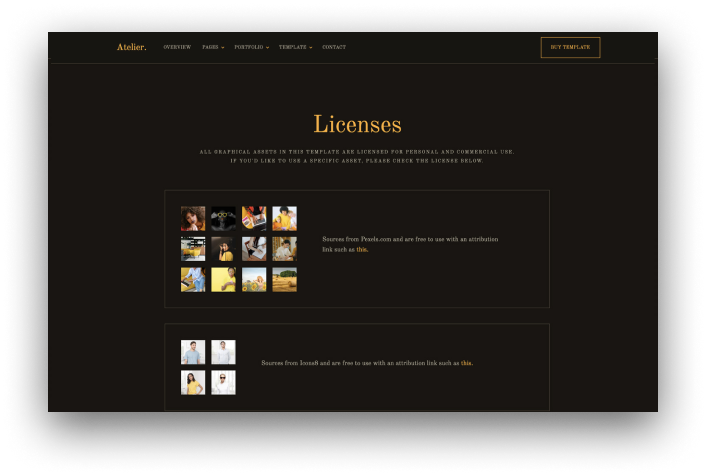 Atelier.
OVERVIEW
PAGES
PORTFOLIO
TEMPLATE
CONTACT
BUY TEMPLATE
Licenses
ALL GRAPHICAL ASSETS IN THIS TEMPLATE ARE LICENSED FOR PERSONAL AND COMMERCIAL USE.
IF YOU'D LIKE TO USE A SPECIFIC ASSET, PLEASE CHECK THE LICENSE BELOW.
Sources from Pexels.com and are free to use with an attribution
link such as this.
Sources from Icons8 and are free to use with an attribution link such as this.